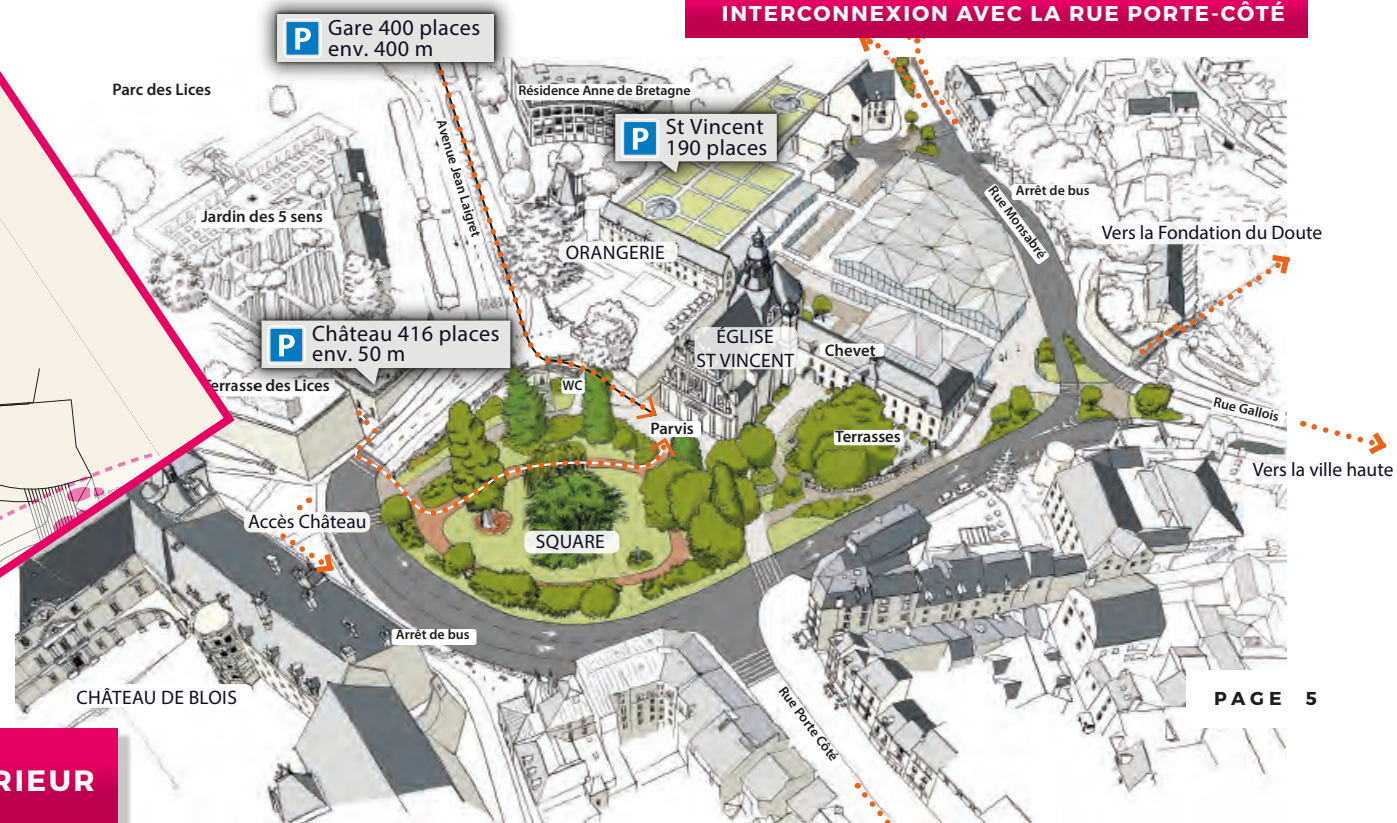 INTERCONNEXION AVEC LA RUE PORTE-CÔTÉ
P Gare 400 places
env. 400 m
Parc des Lices
Résidence Anne de Bretagne
P St Vincent
190 places
Avenue Jean Laigret
Arrêt de bus
Rue Monsabré
Jardin des 5 sens
Vers la Fondation du Doute
ORANGERIE
P Château 416 places
env. 50 m
ÉGLISE
ST VINCENT
Chevet
Terrasse des Lices
WC
Rue Gallois
Parvis
Terrasses
Vers la ville haute
Accès Château
SQUARE
Arrêt de bus
CHÂTEAU DE BLOIS
Rue Porte Côté
PAGE 5
RIEUR